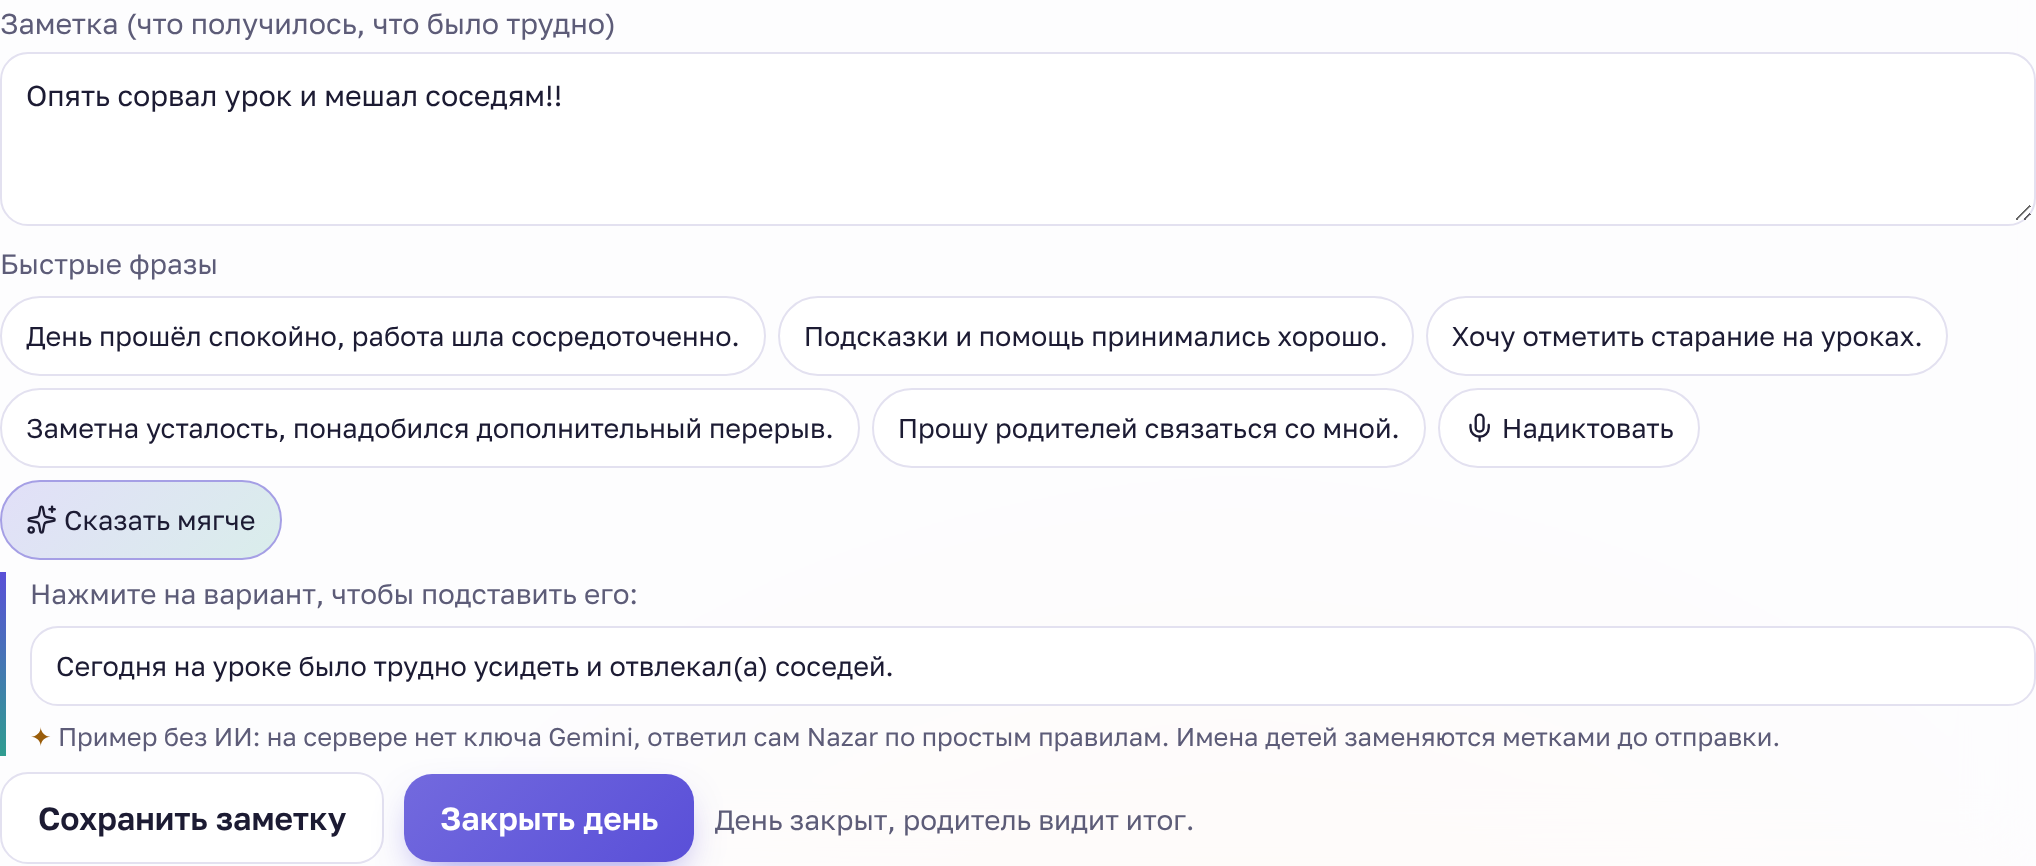 Заметка (что получилось, что было трудно)
Опять сорвал урок и мешал соседям!!
Быстрые фразы
День прошёл спокойно, работа шла сосредоточенно. Подсказки и помощь принимались хорошо. Хочу отметить старание на уроках.
Заметна усталость, понадобился дополнительный перерыв. Прошу родителей связаться со мной. Надиктовать
Сказать мягче
Нажмите на вариант, чтобы подставить его:
Сегодня на уроке было трудно усидеть и отвлекал(а) соседей.
✦ Пример без ИИ: на сервере нет ключа Gemini, ответил сам Nazar по простым правилам. Имена детей заменяются метками до отправки.
Сохранить заметку Закрыть день День закрыт, родитель видит итог.